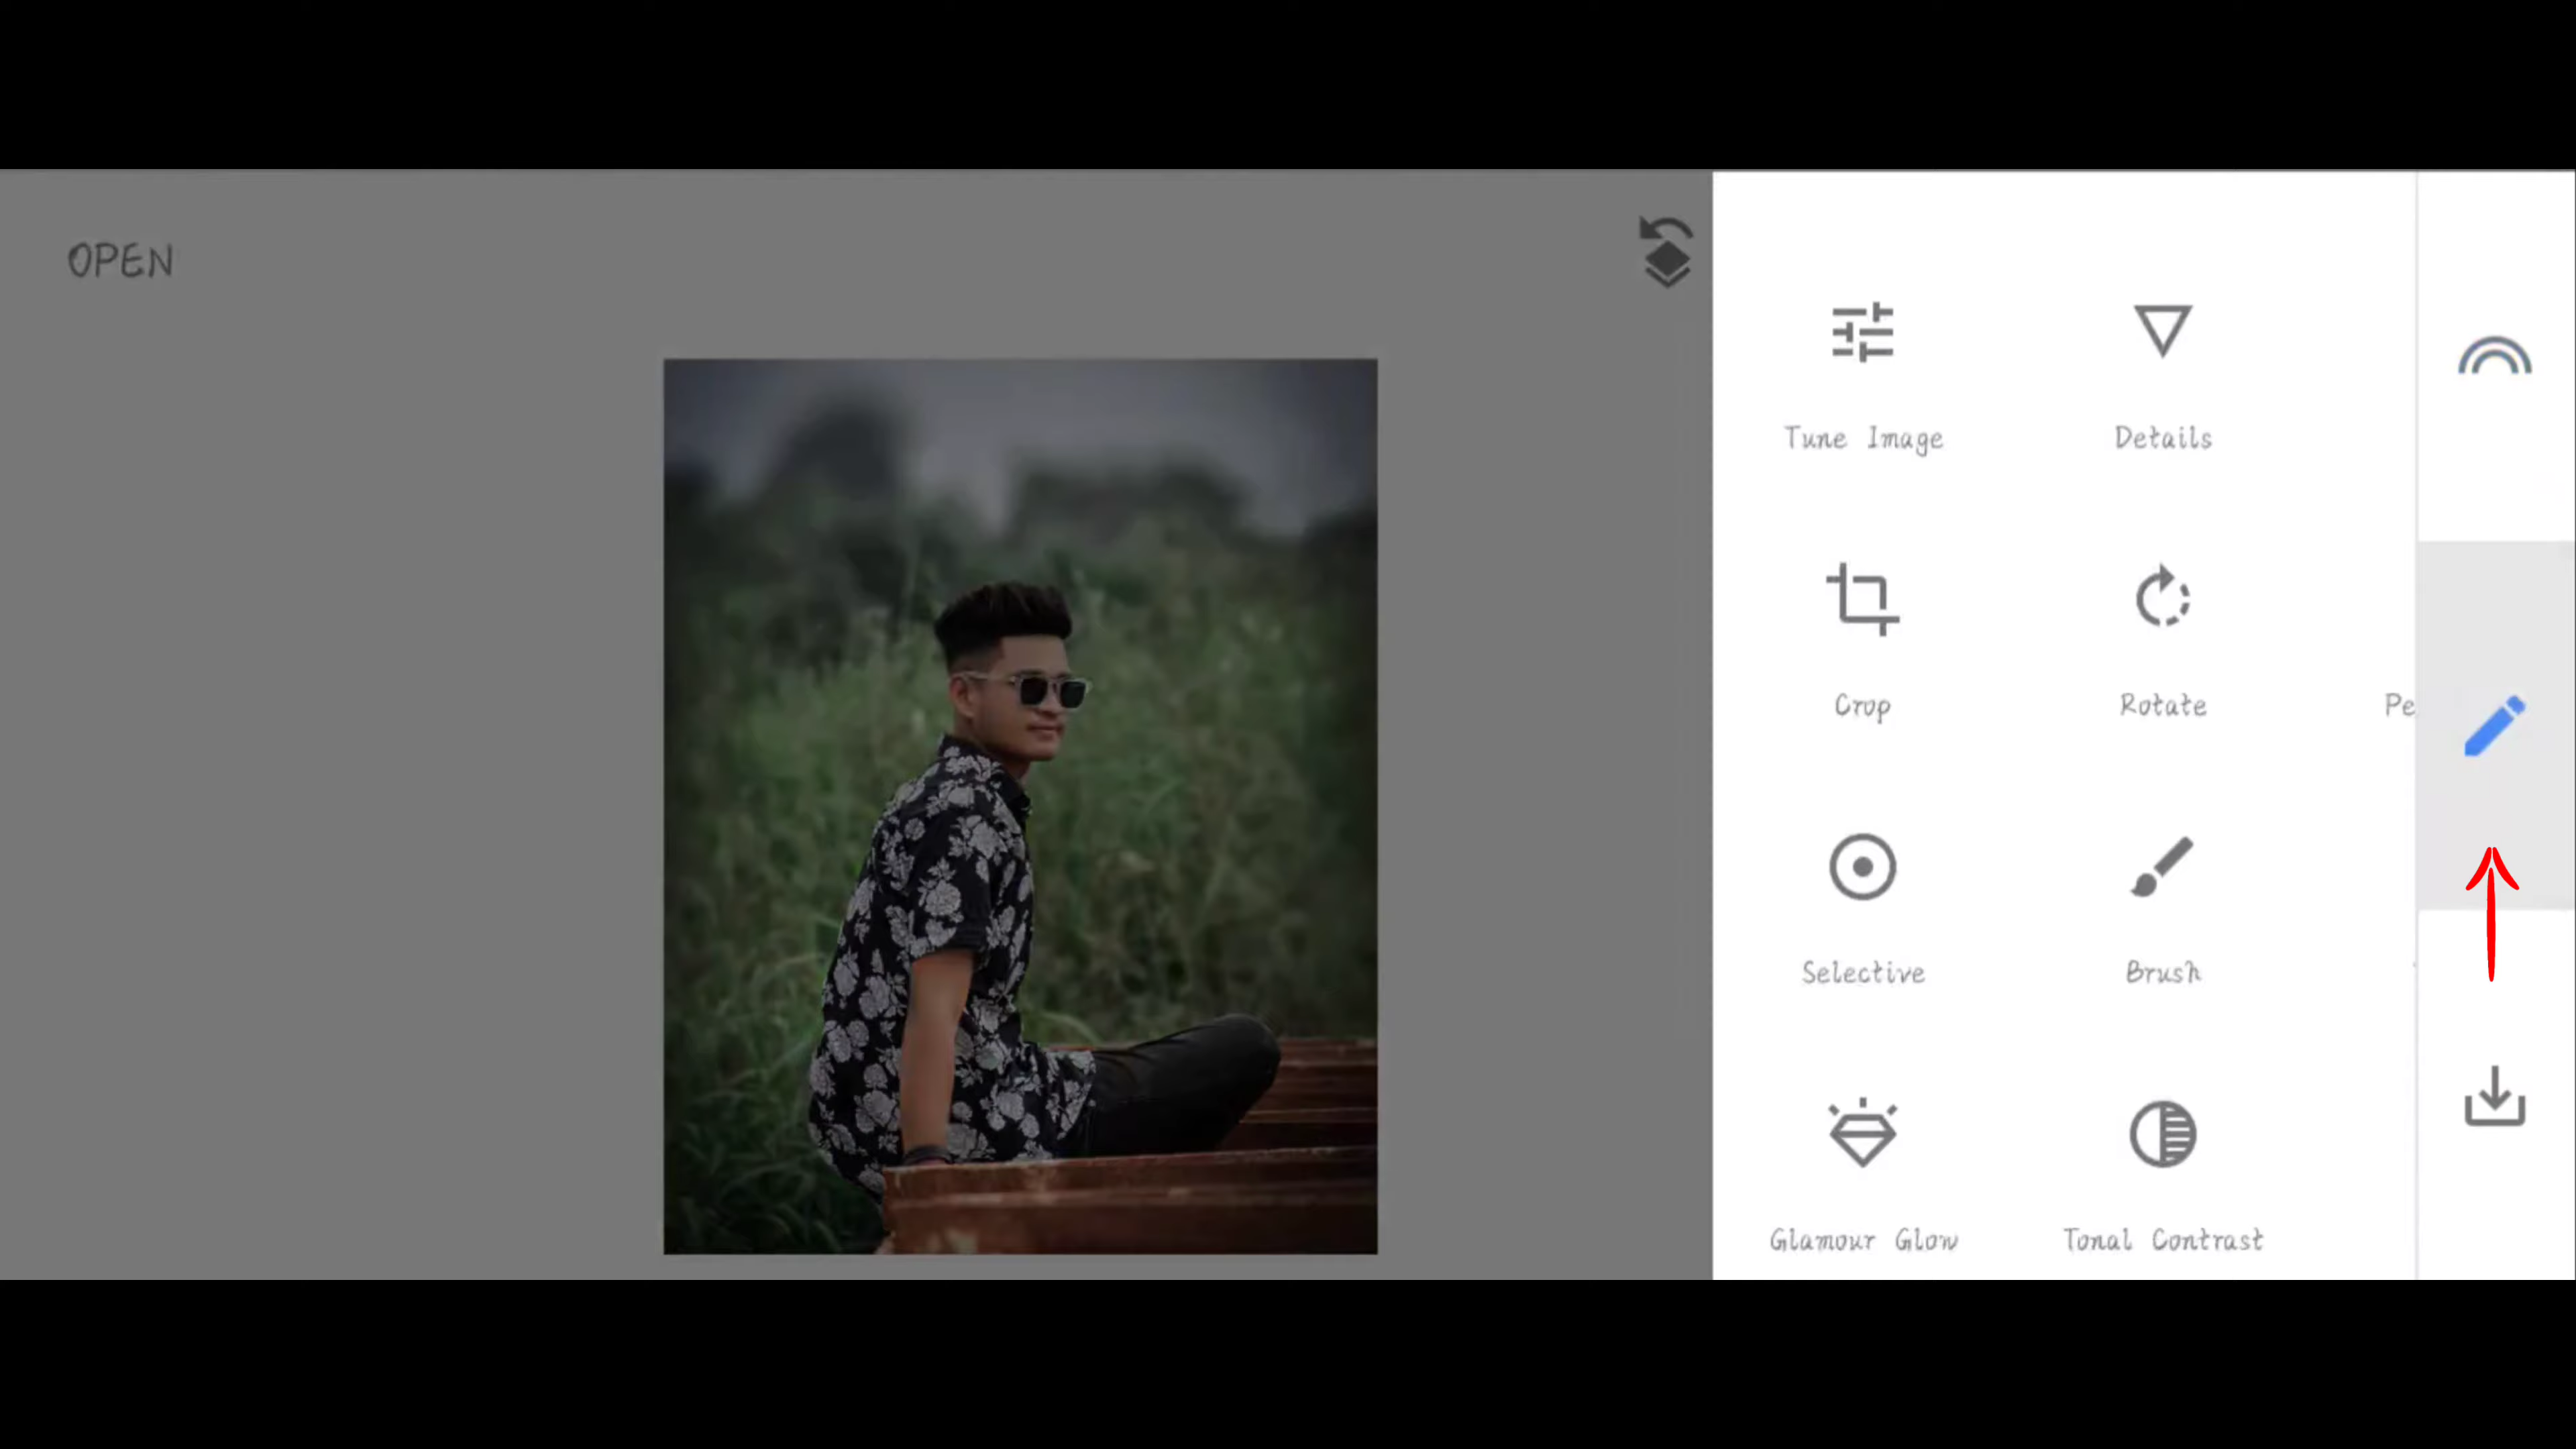 OPEN
Tune Image
Details
Crop
Rotate
Pe
Selective
Brush
Glamour Glow
Tonal Contrast